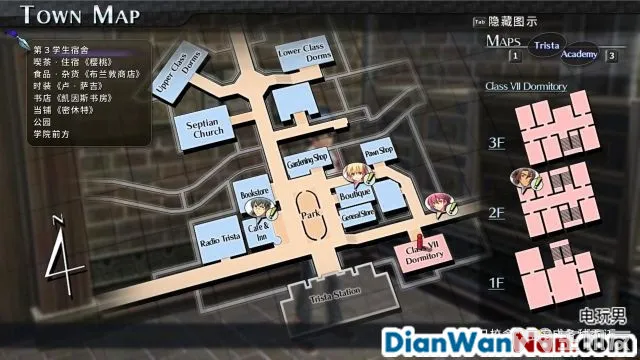 TOWN MAP
Tab 隐藏图示
MAPS
Trista
Academy
1
3
第3学生宿舍
喫茶·住宿《樱桃》
食品·杂货《布兰敦商店》
时装《卢·萨吉》
书店《凯因斯书房》
当铺《密休特》
公园
学院前方
Upper Class
Dorms
Lower Class
Dorms
Septian
Church
Gardening Shop
Pawn Shop
Bookstore
Boutique
General Store
Park
Café &
Inn
Radio Trista
Class VII
Dormitory
Trista Station
N
Class VII Dormitory
3F
2F
1F
电玩男
DianWanNan.com